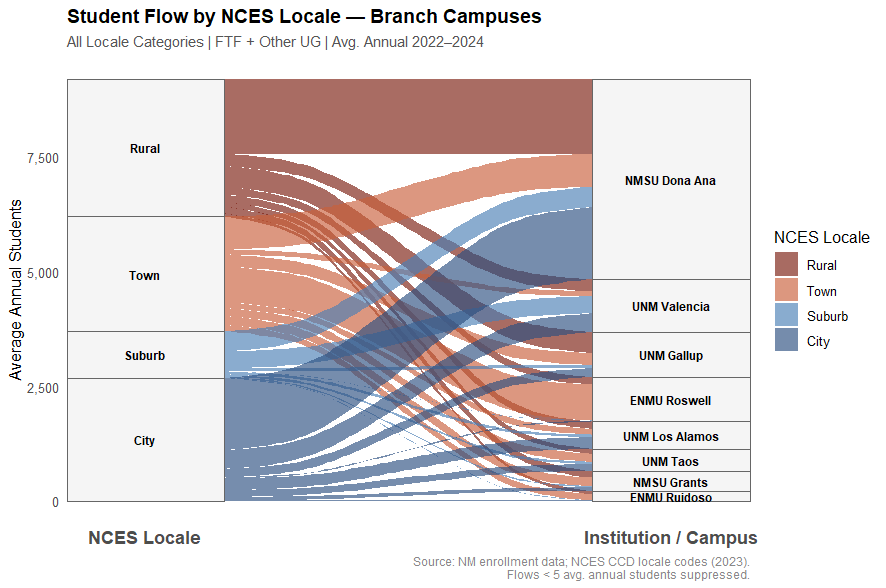 Student Flow by NCES Locale — Branch Campuses
All Locale Categories | FTF + Other UG | Avg. Annual 2022–2024
Average Annual Students
7,500
5,000
2,500
0
Rural
Town
Suburb
City
NMSU Dona Ana
UNM Valencia
UNM Gallup
ENMU Roswell
UNM Los Alamos
UNM Taos
NMSU Grants
ENMU Ruidoso
NCES Locale
Rural
Town
Suburb
City
NCES Locale
Institution / Campus
Source: NM enrollment data; NCES CCD locale codes (2023).
Flows < 5 avg. annual students suppressed.